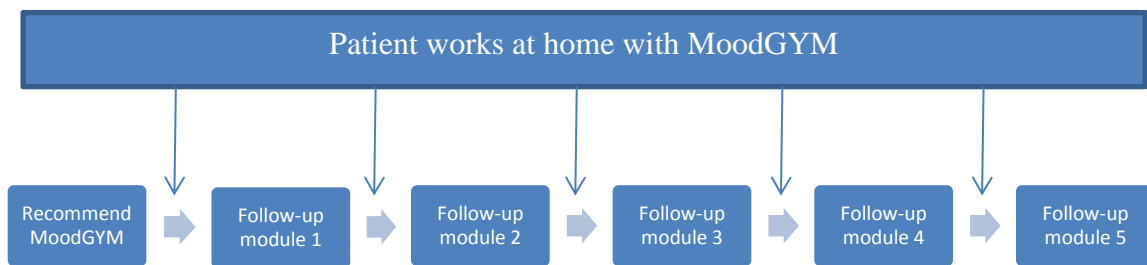 Patient works at home with MoodGYM
Recommend
MoodGYM
Follow-up
module 1
Follow-up
module 2
Follow-up
module 3
Follow-up
module 4
Follow-up
module 5